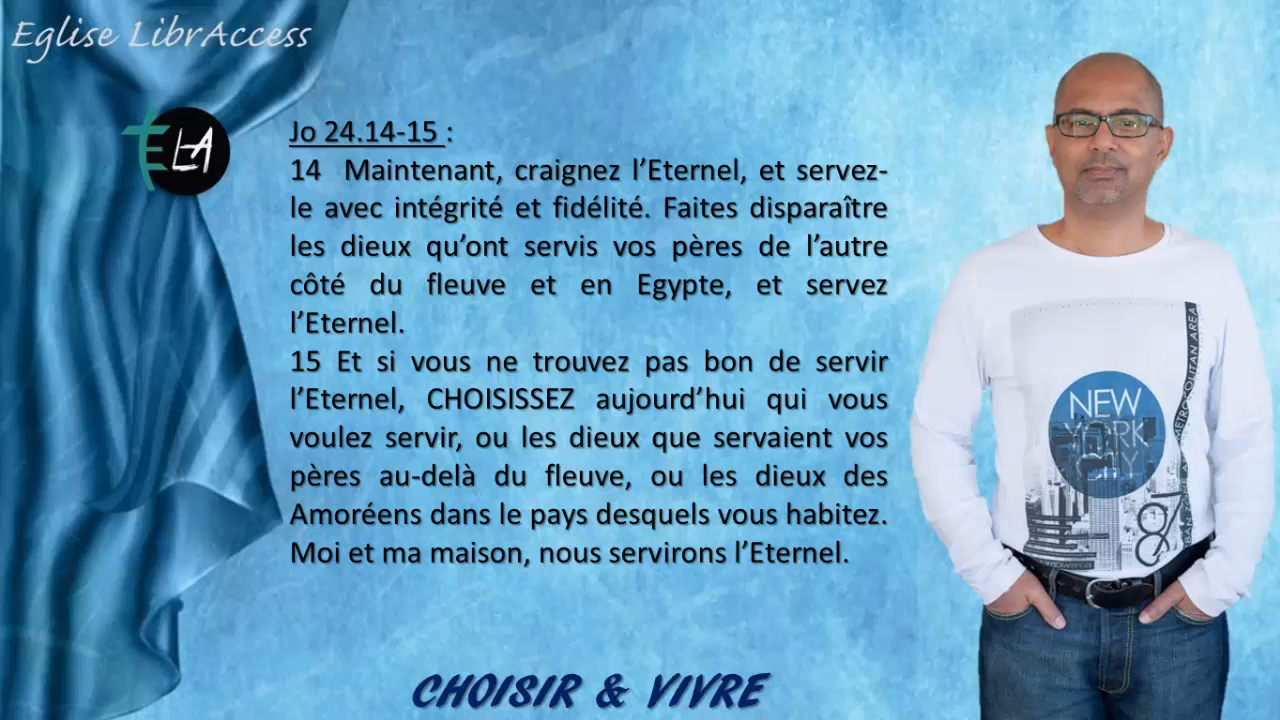 Eglise LibrAccess
ELA
Jo 24.14-15 :
14 Maintenant, craignez l’Eternel, et servez-
le avec intégrité et fidélité. Faites disparaître
les dieux qu’ont servis vos pères de l’autre
côté du fleuve et en Egypte, et servez
l’Eternel.
15 Et si vous ne trouvez pas bon de servir
l’Eternel, CHOISISSEZ aujourd’hui qui vous
voulez servir, ou les dieux que servaient vos
pères au-delà du fleuve, ou les dieux des
Amoréens dans le pays desquels vous habitez.
Moi et ma maison, nous servirons l’Eternel.
NEW
YORK
CITY
METROPOLITAN AREA
CHOISIR & VIVRE